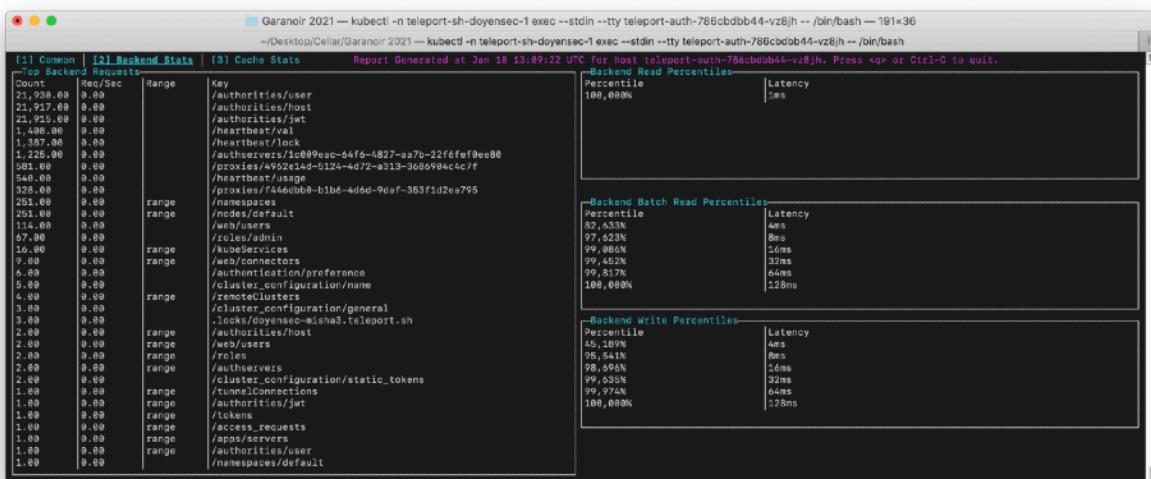 Garanoir 2021 — kubectl -n teleport-sh-doyensec-1 exec --stdin --tty teleport-auth-786cbdbb44-vz8jh -- /bin/bash — 191×36
~/Desktop/Cellar/Garanoir 2021 — kubectl -n teleport-sh-doyensec-1 exec --stdin --tty teleport-auth-786cbdbb44-vz8jh -- /bin/bash
[1] Common [2] Backend Stats [3] Cache Stats Report Generated at Jan 18 13:09:22 UTC for host teleport-auth-786cbdbb44-vz8jh. Press <q> or Ctrl-C to quit.
Top Backend Requests
Count Req/Sec Range Key
21,930.00 0.00 /authorities/user
21,917.00 0.00 /authorities/host
21,915.00 0.00 /authorities/jwt
1,408.00 0.00 /heartbeat/val
1,387.00 0.00 /heartbeat/lock
1,225.00 0.00 /authservers/1c009eac-64f6-4827-aa7b-22f6fef0ee80
581.00 0.00 /proxies/4962e14d-5124-4d72-a313-3686904c4c7f
540.00 0.00 /heartbeat/usage
328.00 0.00 /proxies/f446dbb0-b1b6-4d6d-9daf-353f1d2ea795
251.00 0.00 range /namespaces
251.00 0.00 range /nodes/default
114.00 0.00 /web/users
67.00 0.00 /roles/admin
16.00 0.00 range /kubeServices
9.00 0.00 range /web/connectors
6.00 0.00 /authentication/preference
5.00 0.00 /cluster_configuration/name
4.00 0.00 range /remoteClusters
3.00 0.00 /cluster_configuration/general
3.00 0.00 .locks/doyensec-misha3.teleport.sh
2.00 0.00 range /authorities/host
2.00 0.00 range /web/users
2.00 0.00 range /roles
2.00 0.00 range /authservers
2.00 0.00 /cluster_configuration/static_tokens
1.00 0.00 range /tunnelConnections
1.00 0.00 range /authorities/jwt
1.00 0.00 range /tokens
1.00 0.00 range /access_requests
1.00 0.00 range /apps/servers
1.00 0.00 range /authorities/user
1.00 0.00 /namespaces/default
Backend Read Percentiles
Percentile Latency
100,000% 1ms
Backend Batch Read Percentiles
Percentile Latency
82,633% 4ms
97,623% 8ms
99,086% 16ms
99,452% 32ms
99,817% 64ms
100,000% 128ms
Backend Write Percentiles
Percentile Latency
45,189% 4ms
95,541% 8ms
98,696% 16ms
99,635% 32ms
99,974% 64ms
100,000% 128ms